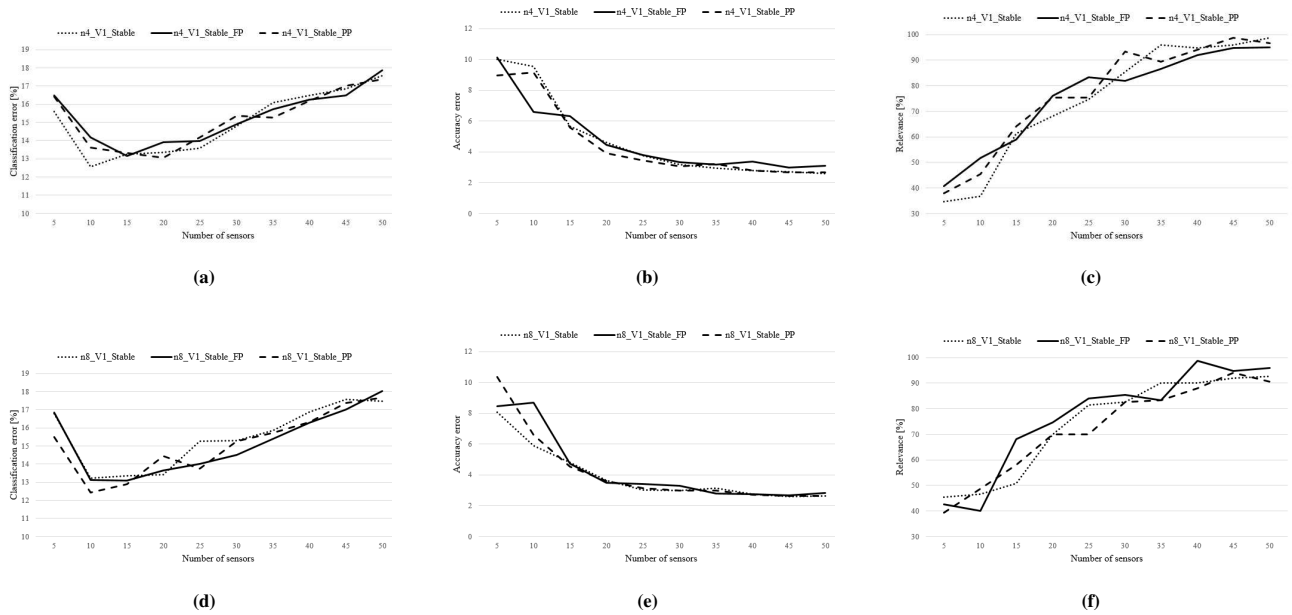 n4_V1_Stable n4_V1_Stable_FP n4_V1_Stable_PP
19
18
17
16
15
14
13
12
11
10
Classification error [%]
5 10 15 20 25 30 35 40 45 50
Number of sensors
(a)
n4_V1_Stable n4_V1_Stable_FP n4_V1_Stable_PP
12
10
8
6
4
2
0
Accuracy error
5 10 15 20 25 30 35 40 45 50
Number of sensors
(b)
n4_V1_Stable n4_V1_Stable_FP n4_V1_Stable_PP
100
90
80
70
60
50
40
30
Relevance [%]
5 10 15 20 25 30 35 40 45 50
Number of sensors
(c)
n8_V1_Stable n8_V1_Stable_FP n8_V1_Stable_PP
19
18
17
16
15
14
13
12
11
10
Classification error [%]
5 10 15 20 25 30 35 40 45 50
Number of sensors
(d)
n8_V1_Stable n8_V1_Stable_FP n8_V1_Stable_PP
12
10
8
6
4
2
0
Accuracy error
5 10 15 20 25 30 35 40 45 50
Number of sensors
(e)
n8_V1_Stable n8_V1_Stable_FP n8_V1_Stable_PP
100
90
80
70
60
50
40
30
Relevance [%]
5 10 15 20 25 30 35 40 45 50
Number of sensors
(f)